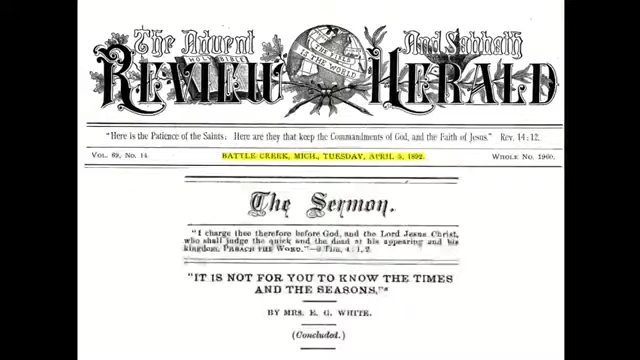 The Advent And Sabbath
HOLY BIBLE
THE FIELD
IS THE WORLD
REVIEW HERALD
"Here is the Patience of the Saints: Here are they that keep the Commandments of God, and the Faith of Jesus." Rev. 14:12.
VOL. 69, NO. 14 BATTLE CREEK, MICH., TUESDAY, APRIL 5, 1892. WHOLE NO. 1960.
The Sermon.
"I charge thee therefore before God, and the Lord Jesus Christ,
who shall judge the quick and the dead at his appearing and his
kingdom, PREACH THE WORD."—2 Tim. 4:1, 2.
"IT IS NOT FOR YOU TO KNOW THE TIMES
AND THE SEASONS."*
BY MRS. E. G. WHITE.
(Concluded.)